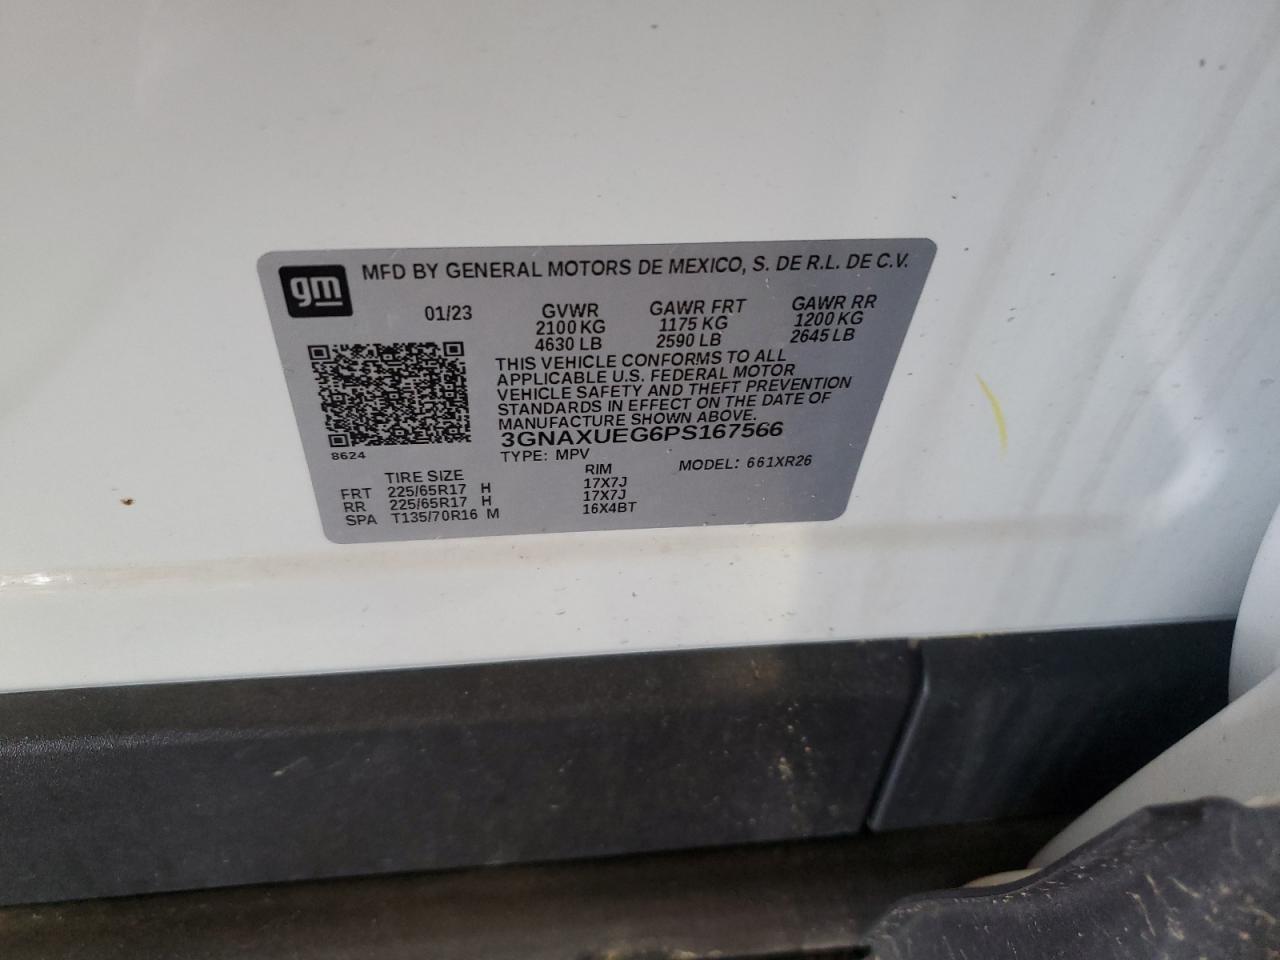 gm
MFD BY GENERAL MOTORS DE MEXICO, S. DE R.L. DE C.V.
01/23 GVWR GAWR FRT GAWR RR
2100 KG 1175 KG 1200 KG
4630 LB 2590 LB 2645 LB
THIS VEHICLE CONFORMS TO ALL
APPLICABLE U.S. FEDERAL MOTOR
VEHICLE SAFETY AND THEFT PREVENTION
STANDARDS IN EFFECT ON THE DATE OF
MANUFACTURE SHOWN ABOVE.
3GNAXUEG6PS167566
8624
TYPE: MPV MODEL: 661XR26
TIRE SIZE RIM
FRT 225/65R17 H 17X7J
RR 225/65R17 H 17X7J
SPA T135/70R16 M 16X4BT